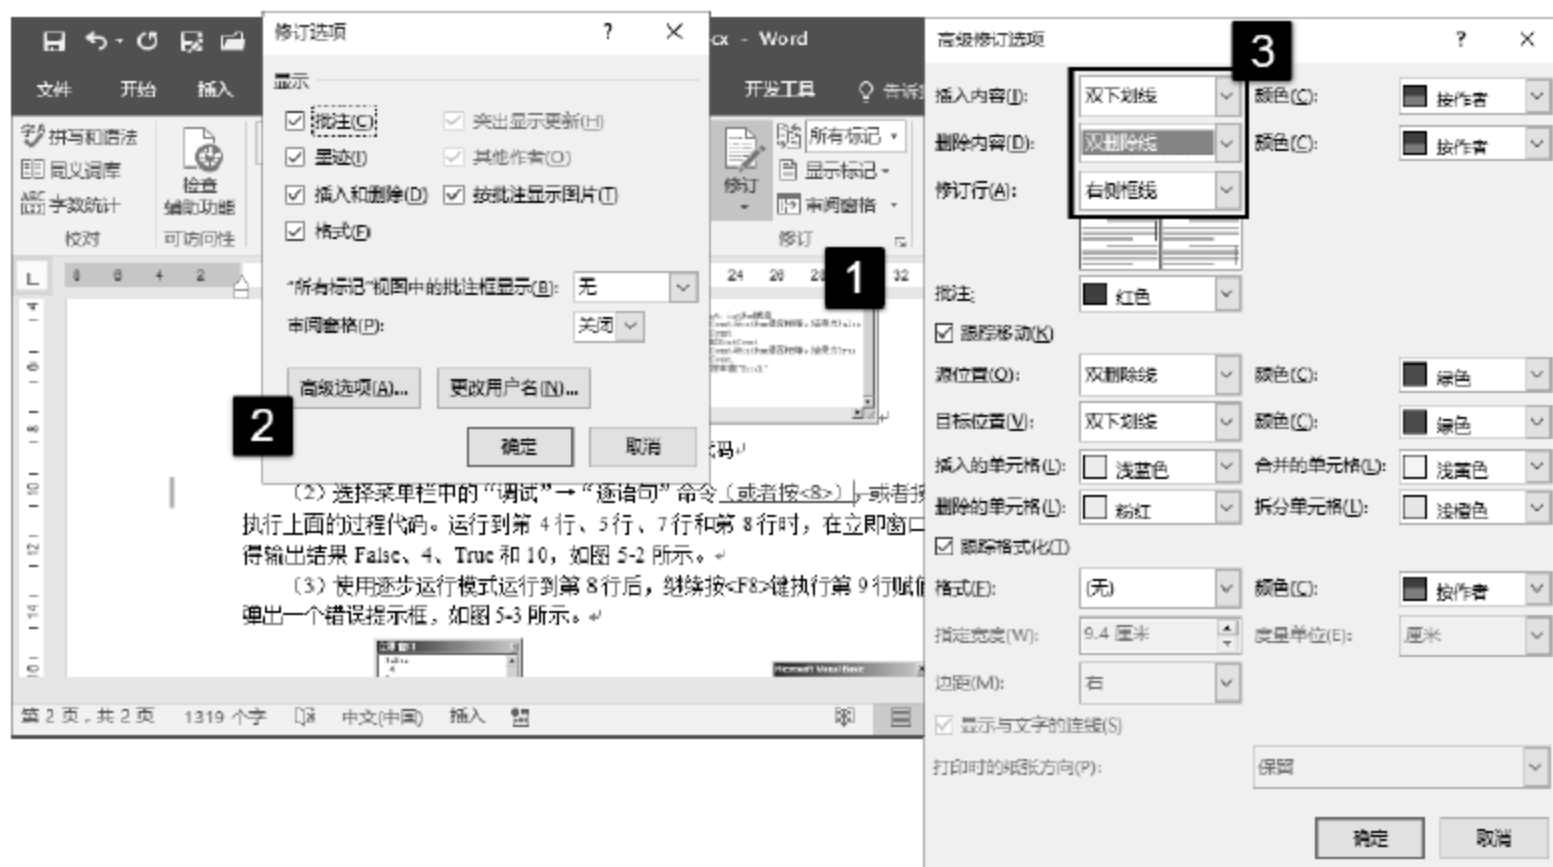 cx - Word
文件 开始 插入 开发工具 告诉
拼写和语法
同义词库
ABC 123 字数统计
校对
检查
辅助功能
可访问性
修订
所有标记
显示标记
审阅窗格
修订
8 6 4 2 24 26 28 32
1
代码
(2) 选择菜单栏中的“调试”→“逐语句”命令(或者按<8>),或者按
执行上面的过程代码。运行到第 4 行、5 行、7 行和第 8 行时,在立即窗口
得输出结果 False、4、True 和 10,如图 5-2 所示。
(3) 使用逐步运行模式运行到第 8 行后,继续按<F8>键执行第 9 行赋值
弹出一个错误提示框,如图 5-3 所示。
Microsoft Visual Basic
第 2 页,共 2 页 1319 个字 中文(中国) 插入
修订选项 ? ×
显示
批注(C) 突出显示更新(H)
墨迹(I) 其他作者(O)
插入和删除(D) 按批注显示图片(T)
格式(F)
“所有标记”视图中的批注框显示(B): 无
审阅窗格(P): 关闭
高级选项(A)... 更改用户名(N)...
2
确定 取消
高级修订选项 ? ×
3
插入内容(I): 双下划线 颜色(C): 按作者
删除内容(D): 双删除线 颜色(C): 按作者
修订行(A): 右侧框线
批注: 红色
跟踪移动(K)
源位置(O): 双删除线 颜色(C): 绿色
目标位置(V): 双下划线 颜色(C): 绿色
插入的单元格(L): 浅蓝色 合并的单元格(L): 浅黄色
删除的单元格(L): 粉红 拆分单元格(L): 浅橙色
跟踪格式化(T)
格式(F): (无) 颜色(C): 按作者
指定宽度(W): 9.4 厘米 度量单位(E): 厘米
边距(M): 右
显示与文字的连线(S)
打印时的纸张方向(P): 保留
确定 取消